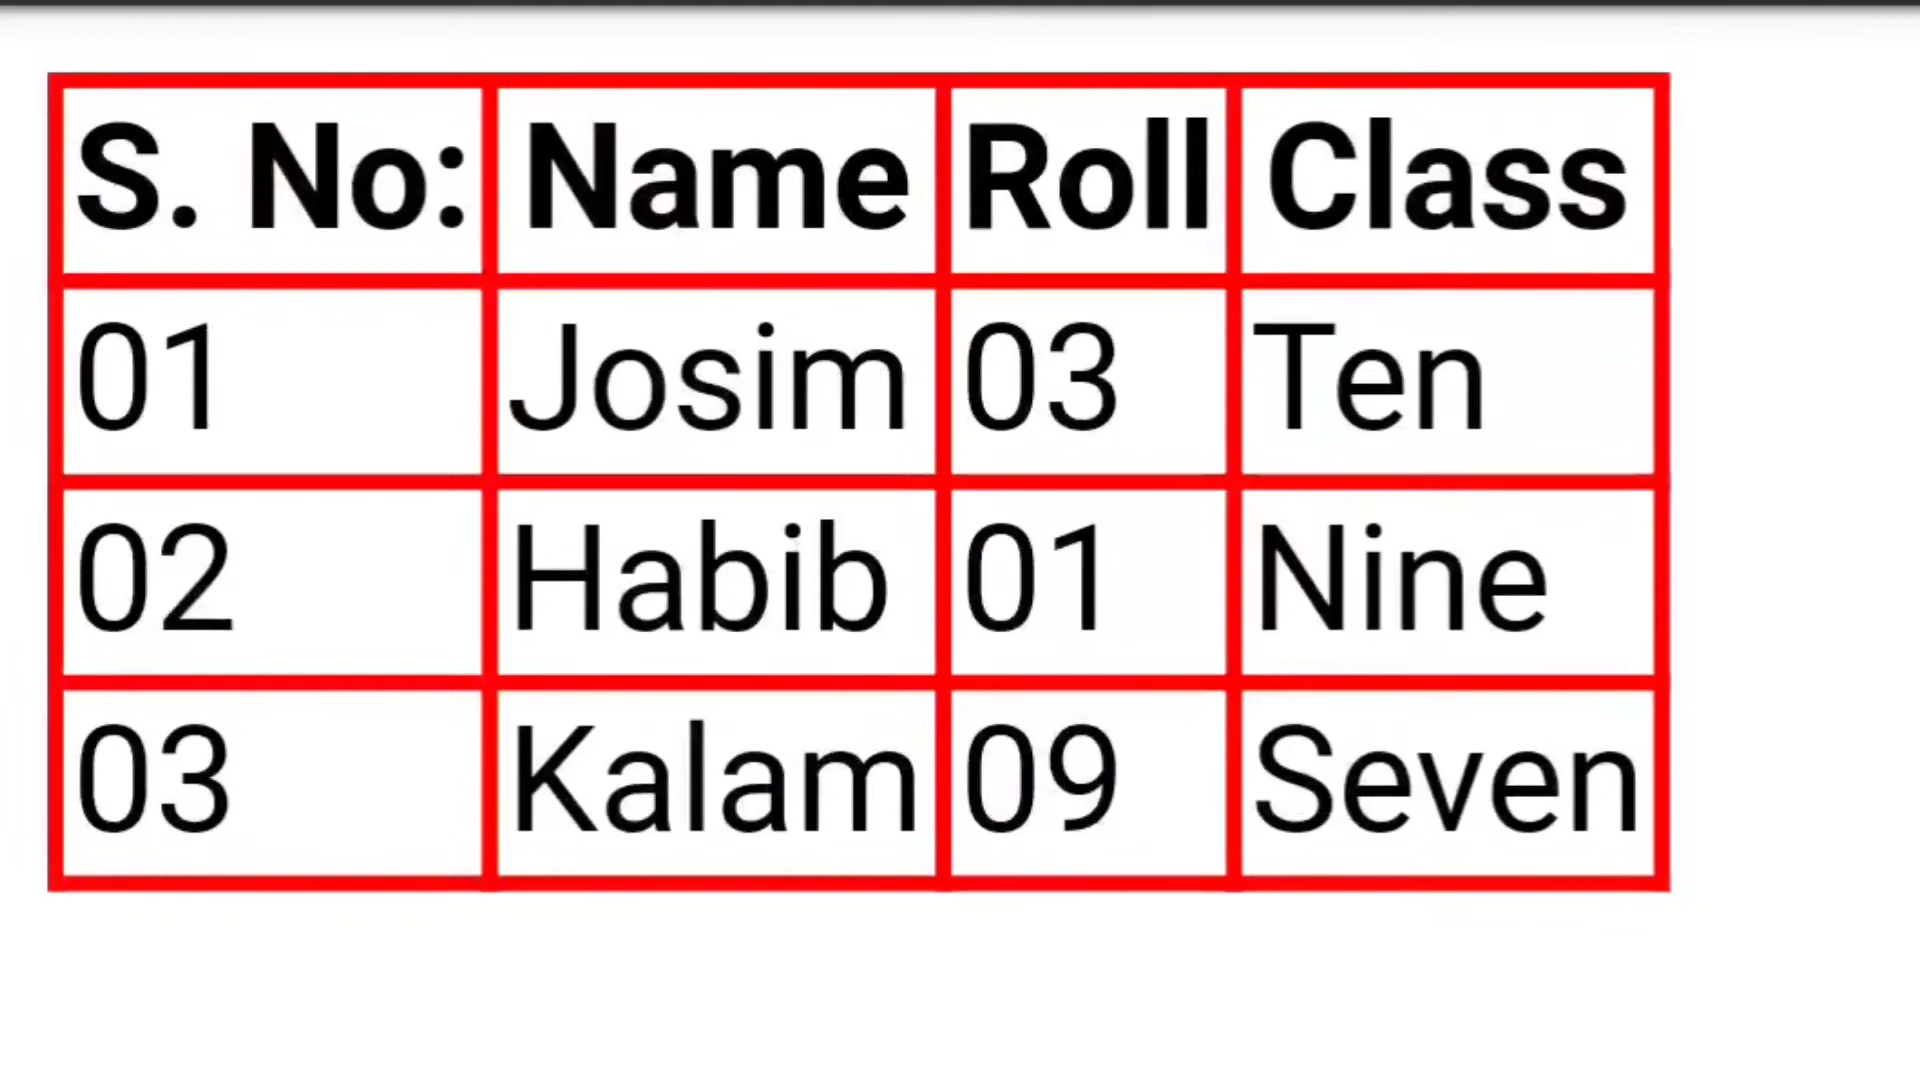 S. No: Name Roll Class
01 Josim 03 Ten
02 Habib 01 Nine
03 Kalam 09 Seven